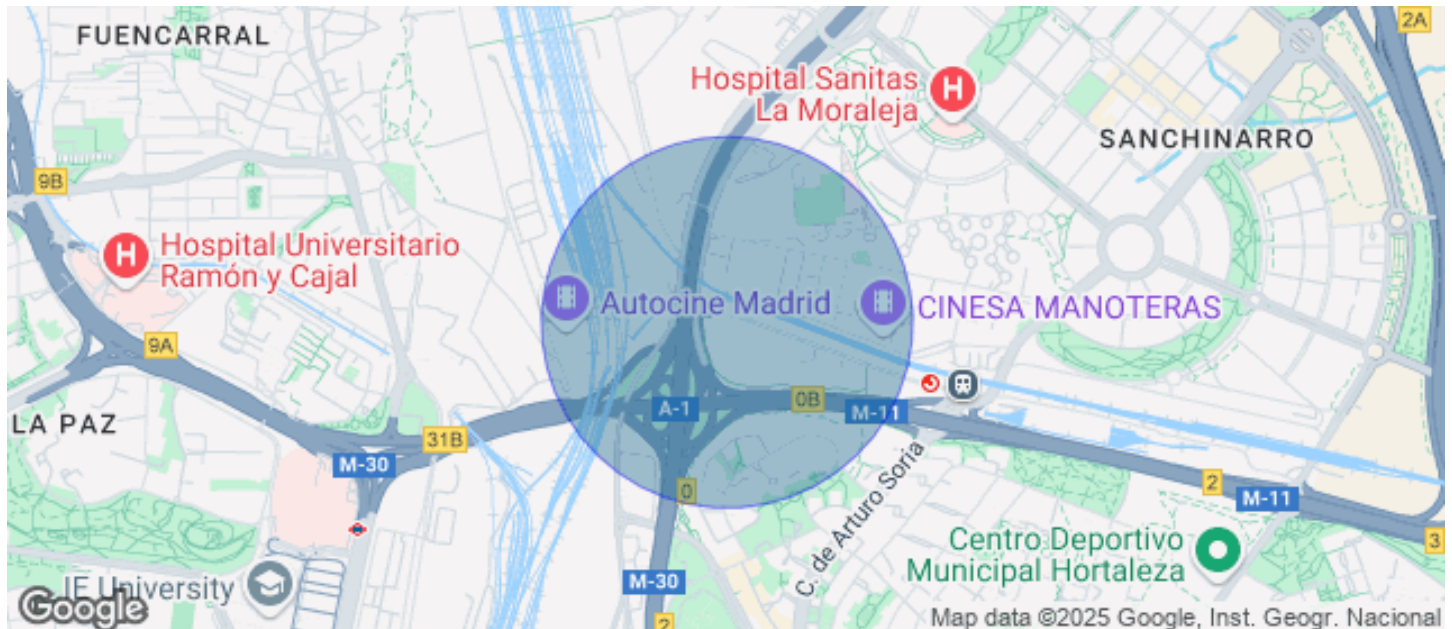 FUENCARRAL
2A
Hospital Sanitas
La Moraleja
SANCHINARRO
9B
Hospital Universitario
Ramón y Cajal
Autocine Madrid
CINESA MANOTERAS
9A
A-1
0B
M-11
LA PAZ
31B
M-30
C. de Arturo Soria
0
2
M-11
3
Centro Deportivo
Municipal Hortaleza
IE University
M-30
2
Google
Map data ©2025 Google, Inst. Geogr. Nacional